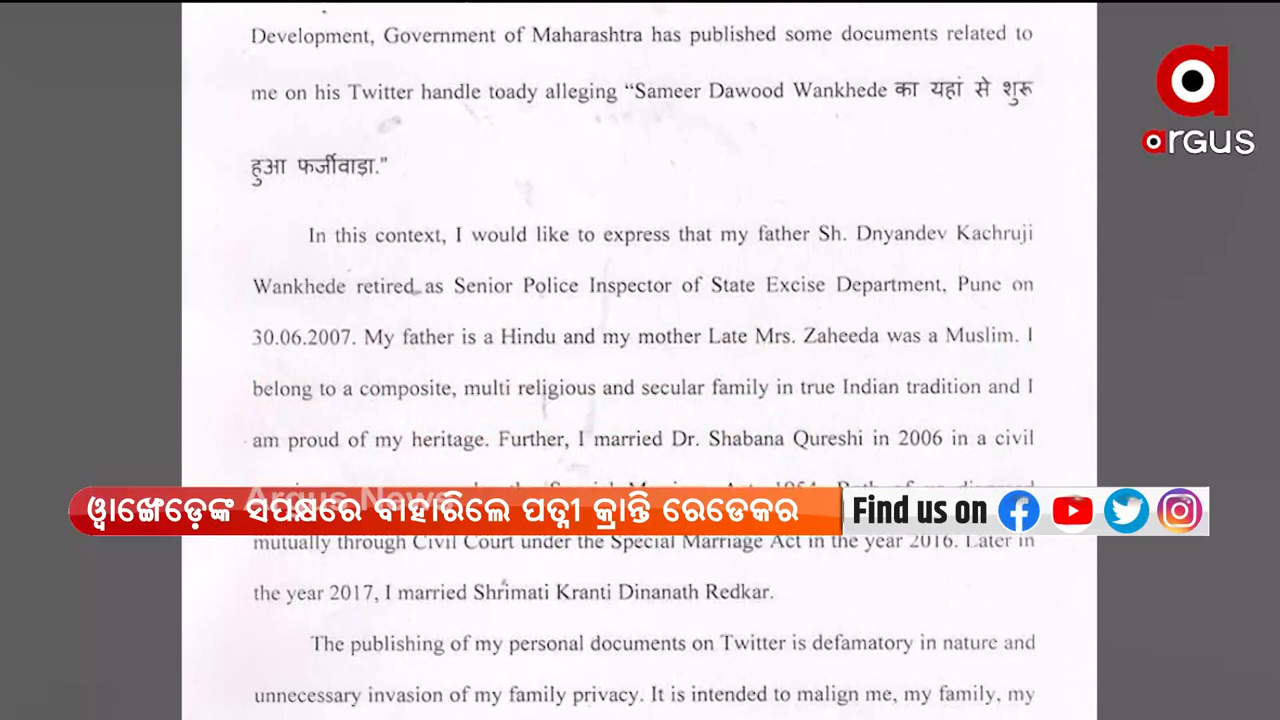 Development, Government of Maharashtra has published some documents related to
me on his Twitter handle toady alleging “Sameer Dawood Wankhede का यहां से शुरू
हुआ फर्जीवाड़ा.”
argus
In this context, I would like to express that my father Sh. Dnyandev Kachruji
Wankhede retired as Senior Police Inspector of State Excise Department, Pune on
30.06.2007. My father is a Hindu and my mother Late Mrs. Zaheeda was a Muslim. I
belong to a composite, multi religious and secular family in true Indian tradition and I
am proud of my heritage. Further, I married Dr. Shabana Qureshi in 2006 in a civil
Argus News
ୱାଙ୍ଖେଡ଼େଙ୍କ ସପକ୍ଷରେ ବାହାରିଲେ ପତ୍ନୀ କ୍ରାନ୍ତି ରେଡେକର
Find us on
mutually through Civil Court under the Special Marriage Act in the year 2016. Later in
the year 2017, I married Shrimati Kranti Dinanath Redkar.
The publishing of my personal documents on Twitter is defamatory in nature and
unnecessary invasion of my family privacy. It is intended to malign me, my family, my